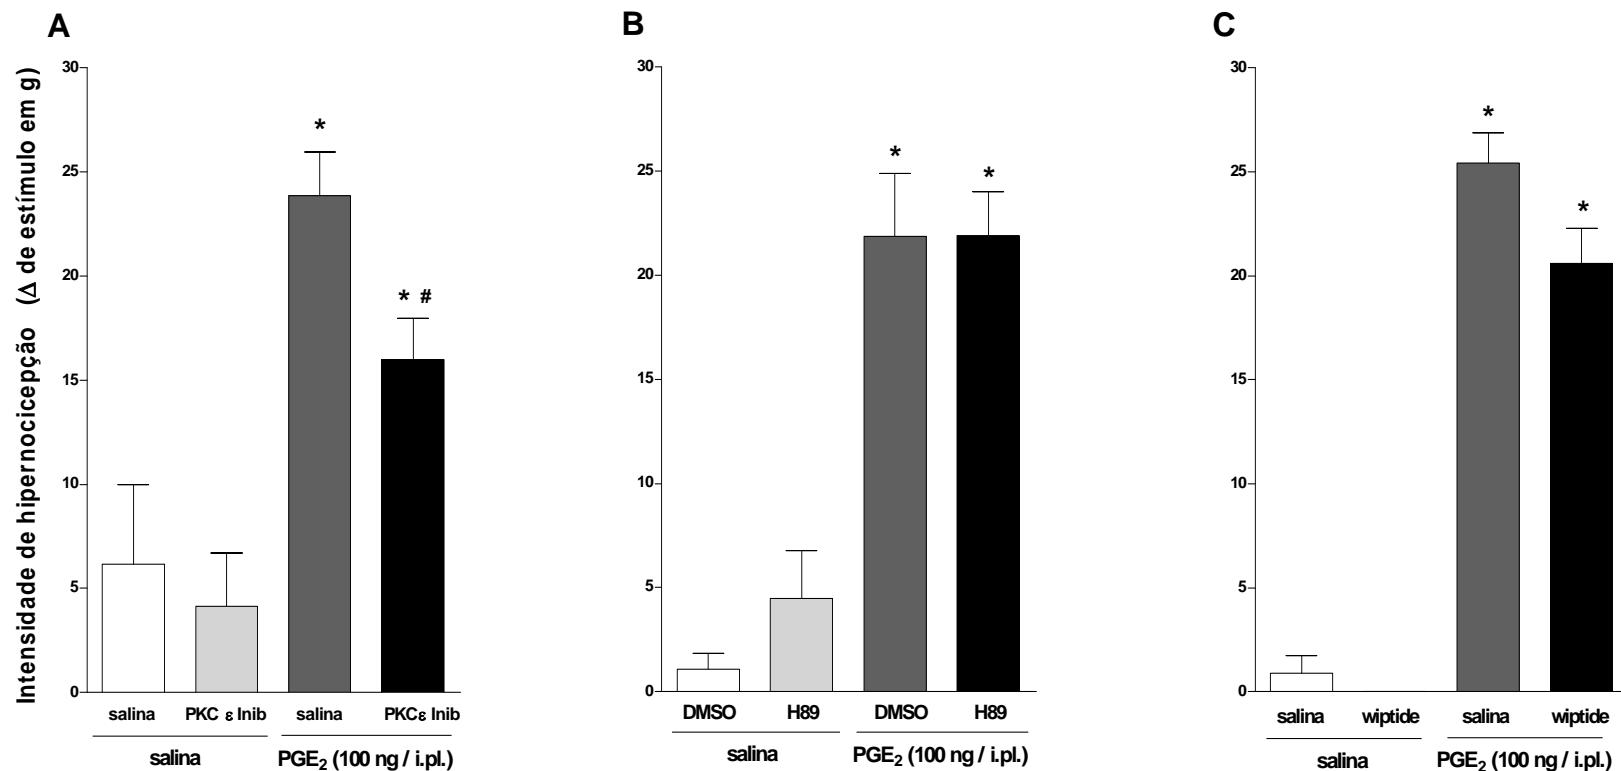 A
B
C
Intensidade de hipernocicepção (Δ de estímulo em g)
30
25
20
15
10
5
0
*
* #
salina
PKC ε Inib
salina
PKCε Inib
salina
PGE₂ (100 ng / i.pl.)
30
25
20
15
10
5
0
*
*
DMSO
H89
DMSO
H89
salina
PGE₂ (100 ng / i.pl.)
30
25
20
15
10
5
0
*
*
salina
wiptide
salina
wiptide
salina
PGE₂ (100 ng / i.pl.)